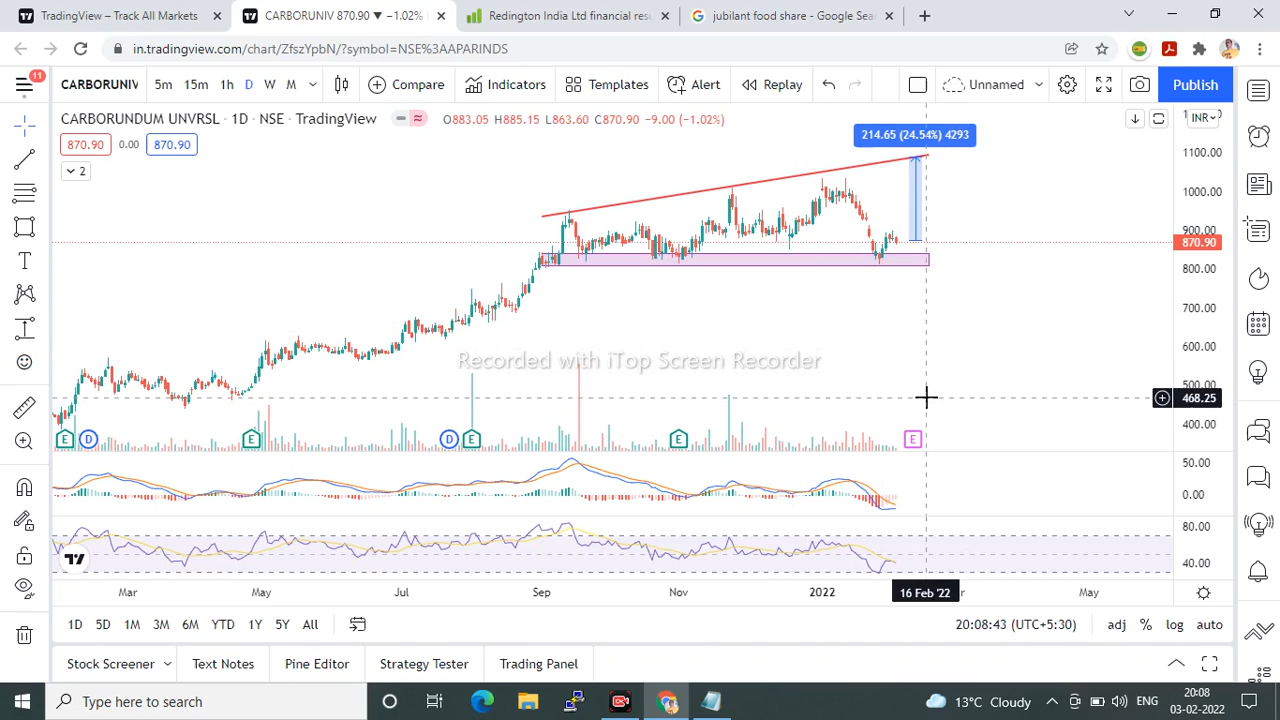 TradingView – Track All Markets
CARBORUNIV 870.90 ▼ −1.02%
Redington India Ltd financial res
jubilant food share - Google Sea
in.tradingview.com/chart/ZfszYpbN/?symbol=NSE%3AAPARINDS
11
CARBORUNIV 5m 15m 1h D W M Compare Indicators Templates Alert Replay Unnamed Publish
CARBORUNDUM UNVRSL · 1D · NSE · TradingView O883.05 H885.15 L863.60 C870.90 −9.00 (−1.02%)
INR
870.90 0.00 870.90
2
214.65 (24.54%) 4293
1100.00
1000.00
900.00
870.90
800.00
700.00
600.00
500.00
468.25
400.00
Recorded with iTop Screen Recorder
E D E D E E E
50.00
0.00
80.00
40.00
Mar May Jul Sep Nov 2022 16 Feb '22 May
1D 5D 1M 3M 6M YTD 1Y 5Y All 20:08:43 (UTC+5:30) adj % log auto
Stock Screener Text Notes Pine Editor Strategy Tester Trading Panel
Type here to search
13°C Cloudy
ENG
20:08
03-02-2022